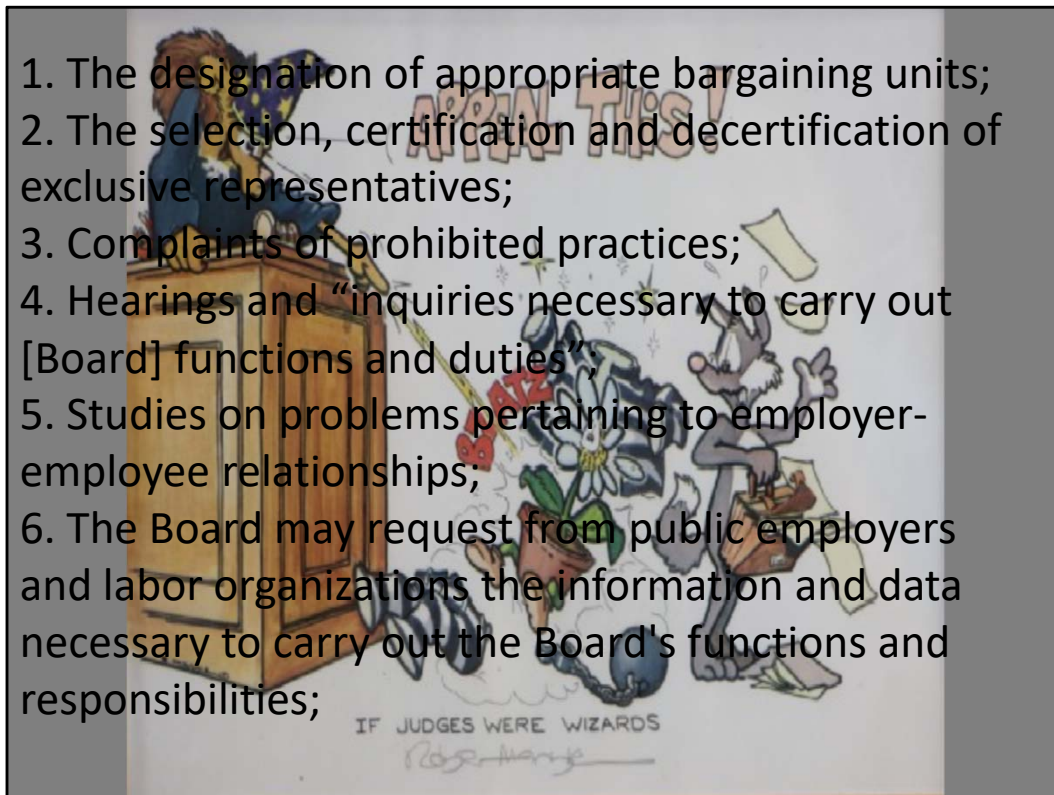 1. The designation of appropriate bargaining units;
2. The selection, certification and decertification of
exclusive representatives;
3. Complaints of prohibited practices;
4. Hearings and “inquiries necessary to carry out
[Board] functions and duties”;
5. Studies on problems pertaining to employer-
employee relationships;
6. The Board may request from public employers
and labor organizations the information and data
necessary to carry out the Board's functions and
responsibilities;
APPEAL THIS!
IF JUDGES WERE WIZARDS